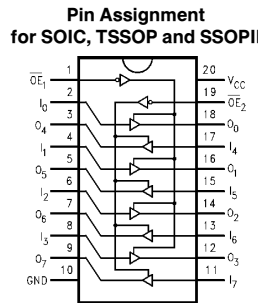 Pin Assignment
for SOIC, TSSOP and SSOPII
OE1 1 20 VCC
I0 2 19 OE2
O4 3 18 O0
I1 4 17 I4
O5 5 16 O1
I2 6 15 I5
O6 7 14 O2
I3 8 13 I6
O7 9 12 O3
GND 10 11 I7